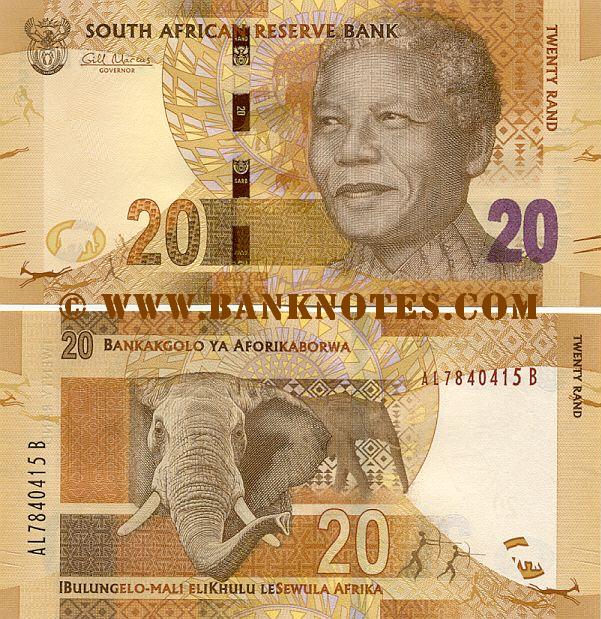 SOUTH AFRICAN RESERVE BANK
Gill Marcus
GOVERNOR
TWENTY RAND
20
SARB
20
20
© WWW.BANKNOTES.COM
20 BANKAKGOLO YA AFORIKABORWA
AL7840415 B
TWENTY RAND
AL7840415 B
20
IBULUNGELO-MALI ELIKHULU LESEWULA AFRIKA